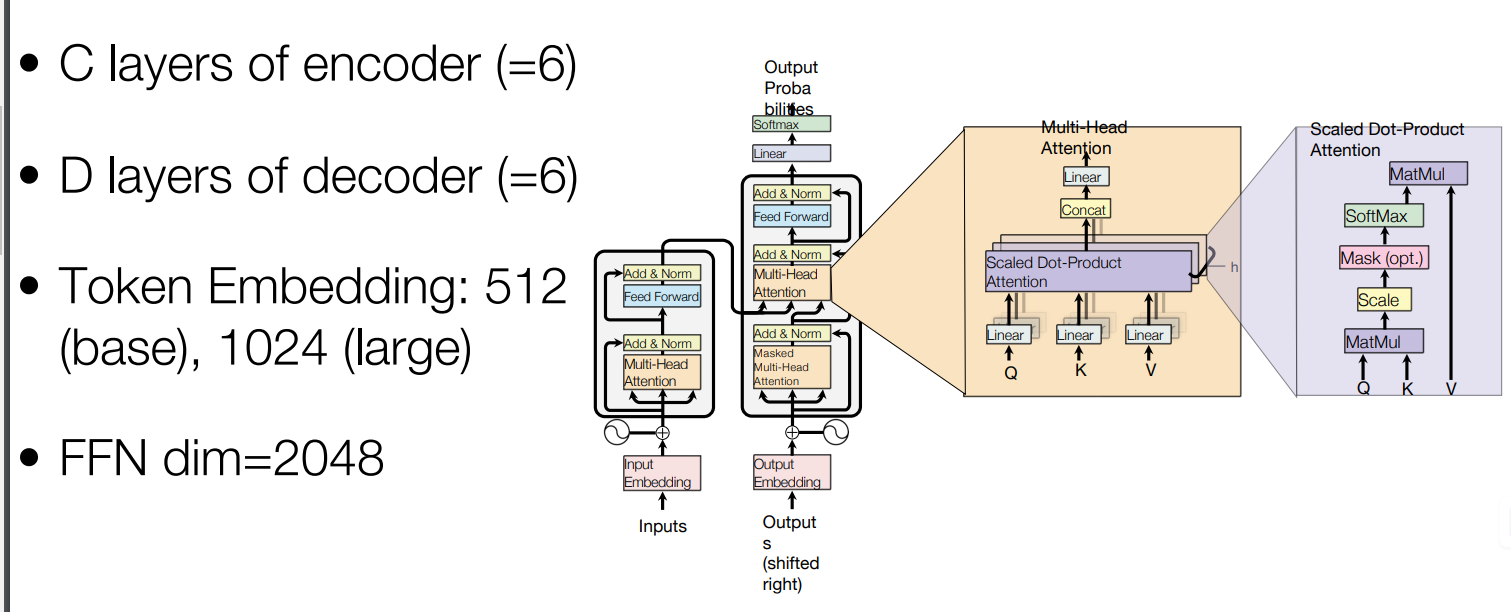 • C layers of encoder (=6)
• D layers of decoder (=6)
• Token Embedding: 512
(base), 1024 (large)
• FFN dim=2048
Output
Proba
bilities
Softmax
Linear
Add & Norm
Feed Forward
Add & Norm
Multi-Head
Attention
Add & Norm
Masked
Multi-Head
Attention
Output
Embedding
Output
s
(shifted
right)
Add & Norm
Feed Forward
Add & Norm
Multi-Head
Attention
Input
Embedding
Inputs
Multi-Head
Attention
Linear
Concat
Scaled Dot-Product
Attention
h
Linear Linear Linear
Q K V
Scaled Dot-Product
Attention
MatMul
SoftMax
Mask (opt.)
Scale
MatMul
Q K V